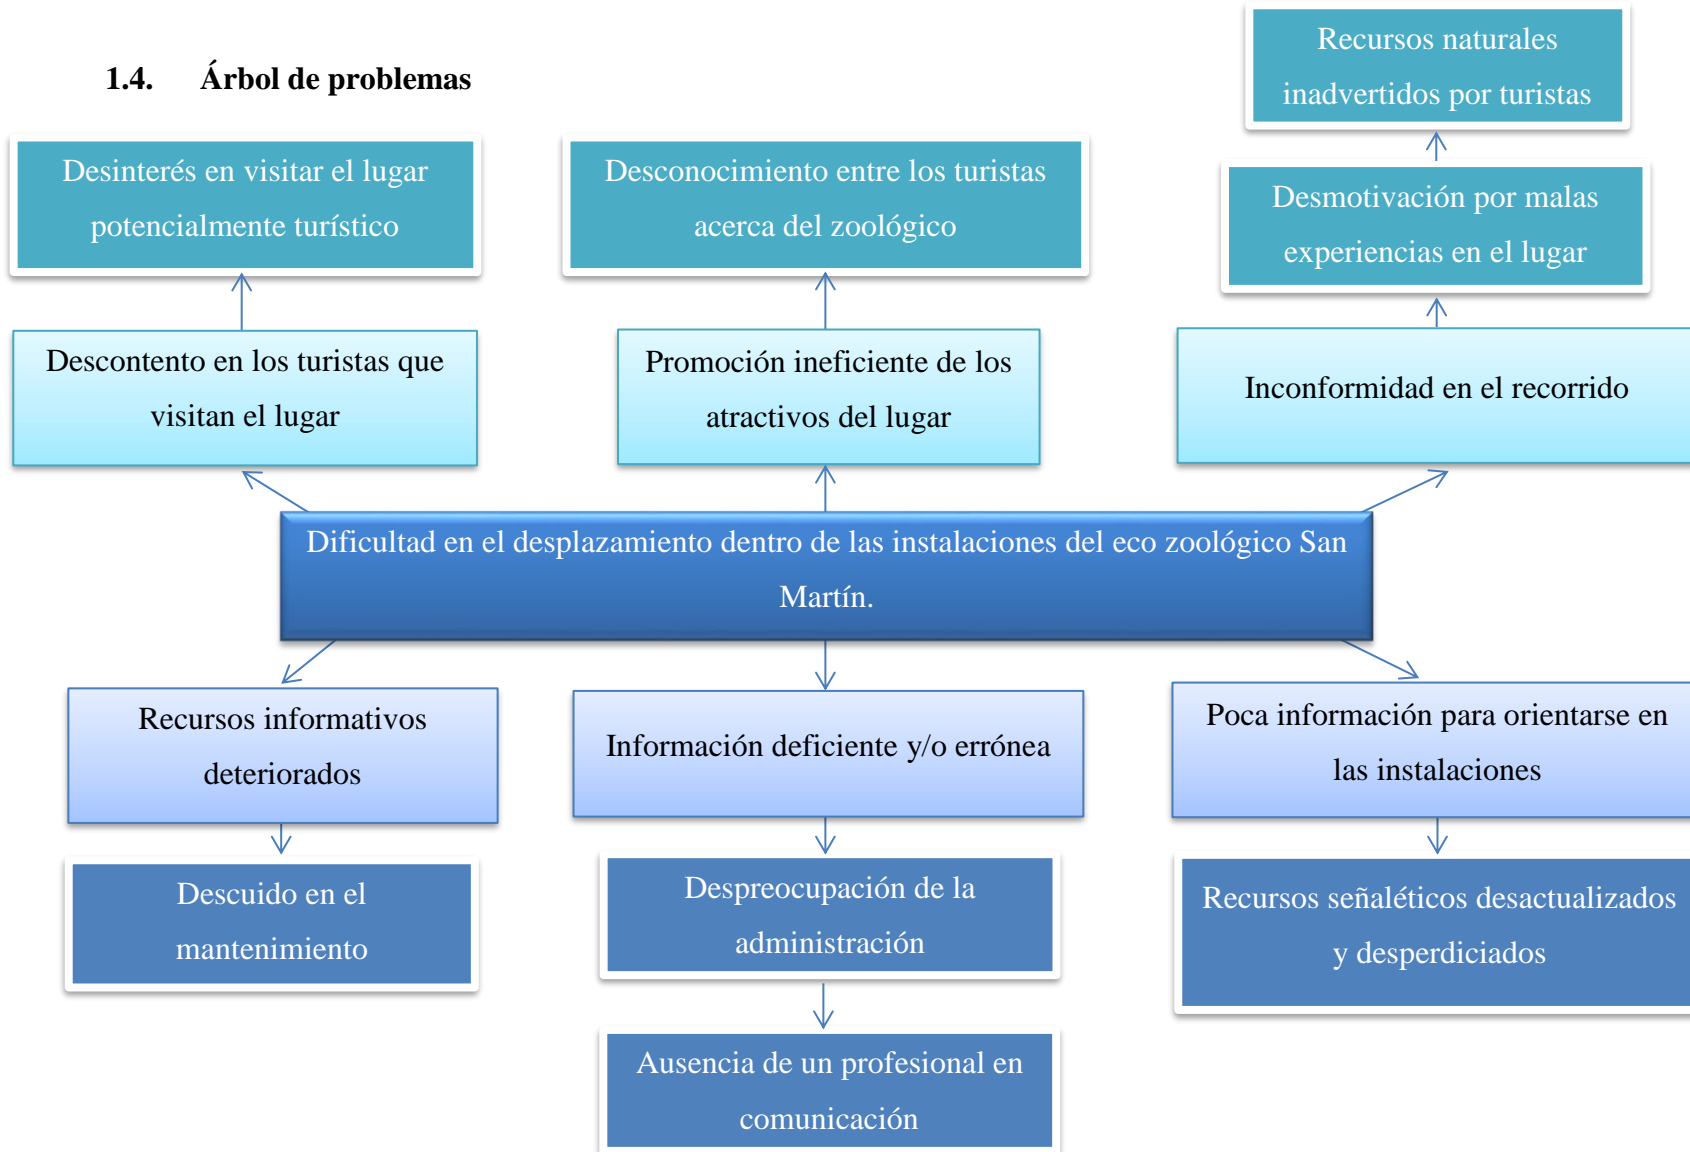 1.4. Árbol de problemas
Recursos naturales
inadvertidos por turistas
Desinterés en visitar el lugar
potencialmente turístico
Desconocimiento entre los turistas
acerca del zoológico
Desmotivación por malas
experiencias en el lugar
Descontento en los turistas que
visitan el lugar
Promoción ineficiente de los
atractivos del lugar
Inconformidad en el recorrido
Dificultad en el desplazamiento dentro de las instalaciones del eco zoológico San
Martín.
Recursos informativos
deteriorados
Información deficiente y/o errónea
Poca información para orientarse en
las instalaciones
Descuido en el
mantenimiento
Despreocupación de la
administración
Recursos señaléticos desactualizados
y desperdiciados
Ausencia de un profesional en
comunicación